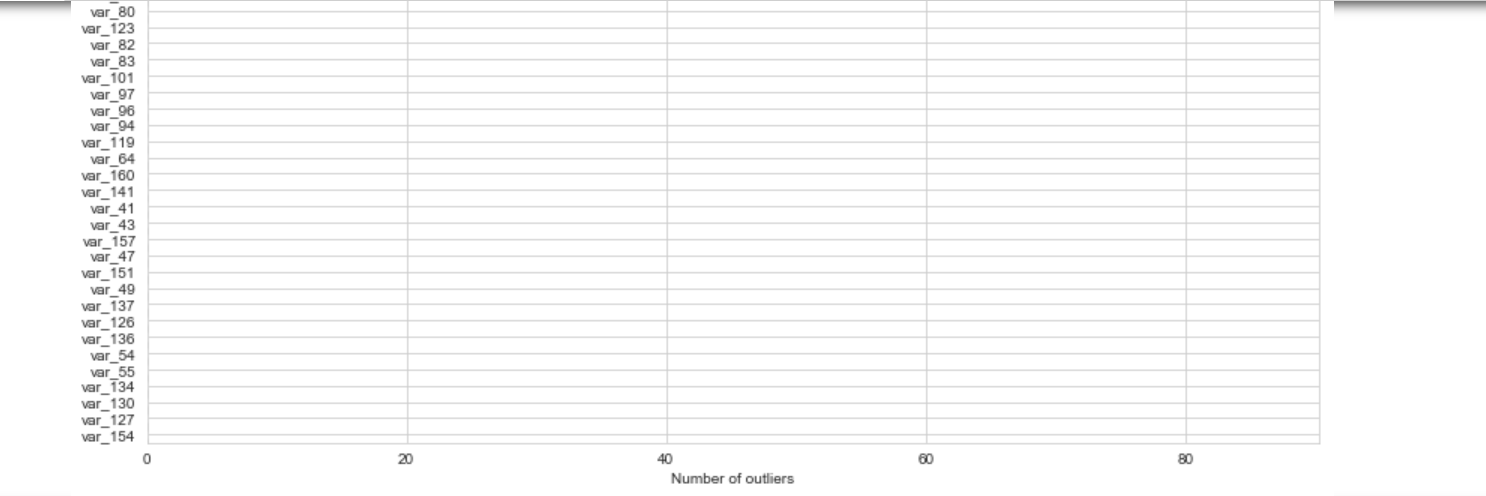 var_80
var_123
var_82
var_83
var_101
var_97
var_96
var_94
var_119
var_64
var_160
var_141
var_41
var_43
var_157
var_47
var_151
var_49
var_137
var_126
var_136
var_54
var_55
var_134
var_130
var_127
var_154
0 20 40 60 80
Number of outliers